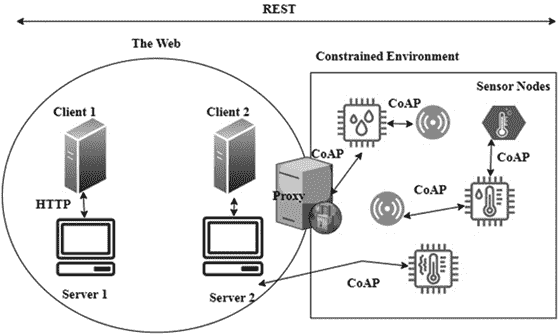 REST
The Web
Constrained Environment
Client 1
Client 2
CoAP
Sensor Nodes
CoAP
CoAP
HTTP
Proxy
CoAP
Server 1
Server 2
CoAP